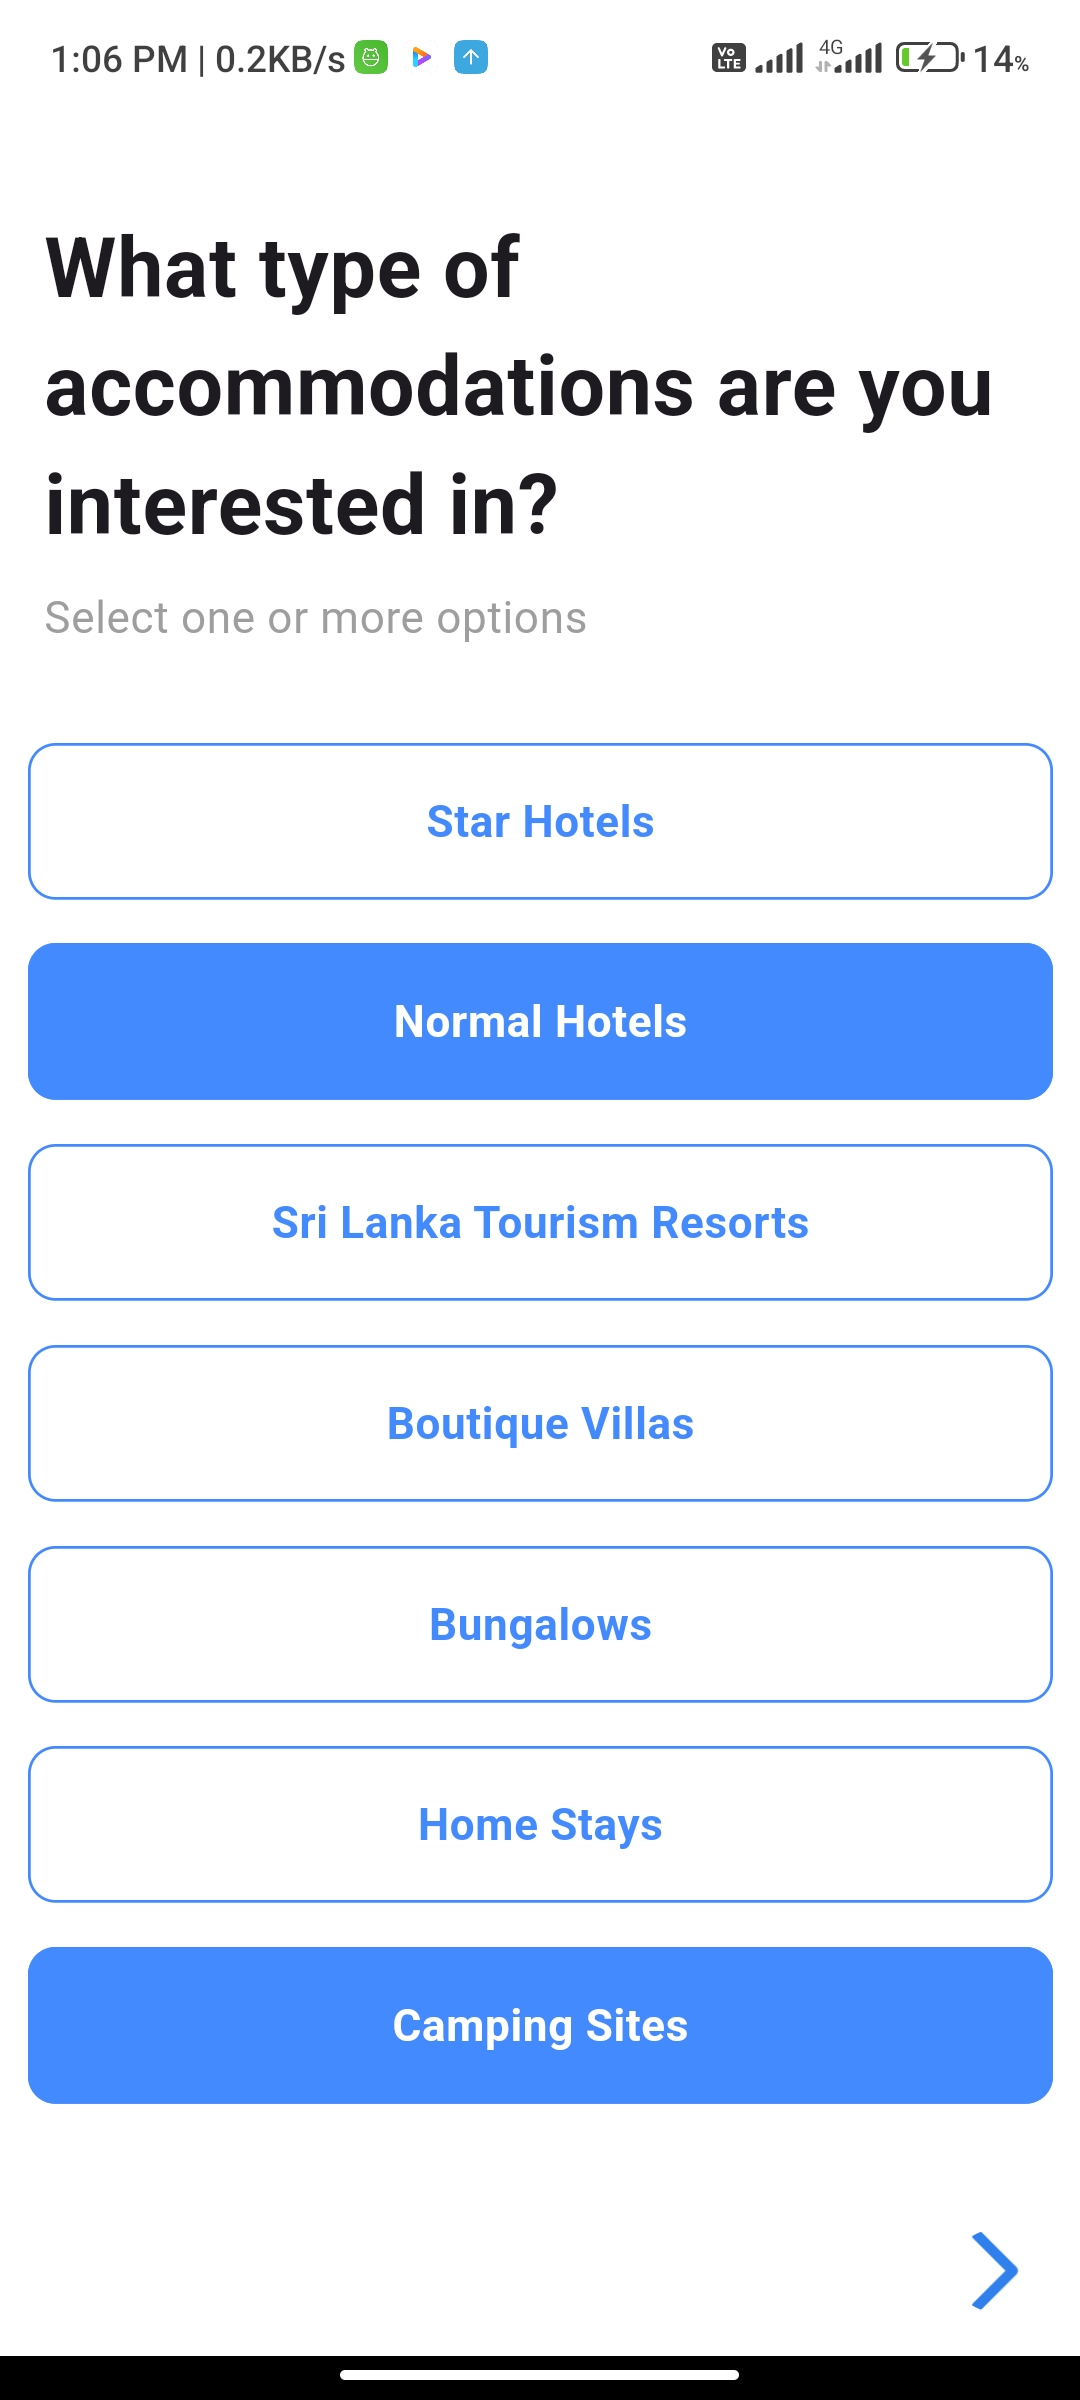 1:06 PM | 0.2KB/s Vo LTE 4G 14%
What type of
accommodations are you
interested in?
Select one or more options
Star Hotels
Normal Hotels
Sri Lanka Tourism Resorts
Boutique Villas
Bungalows
Home Stays
Camping Sites